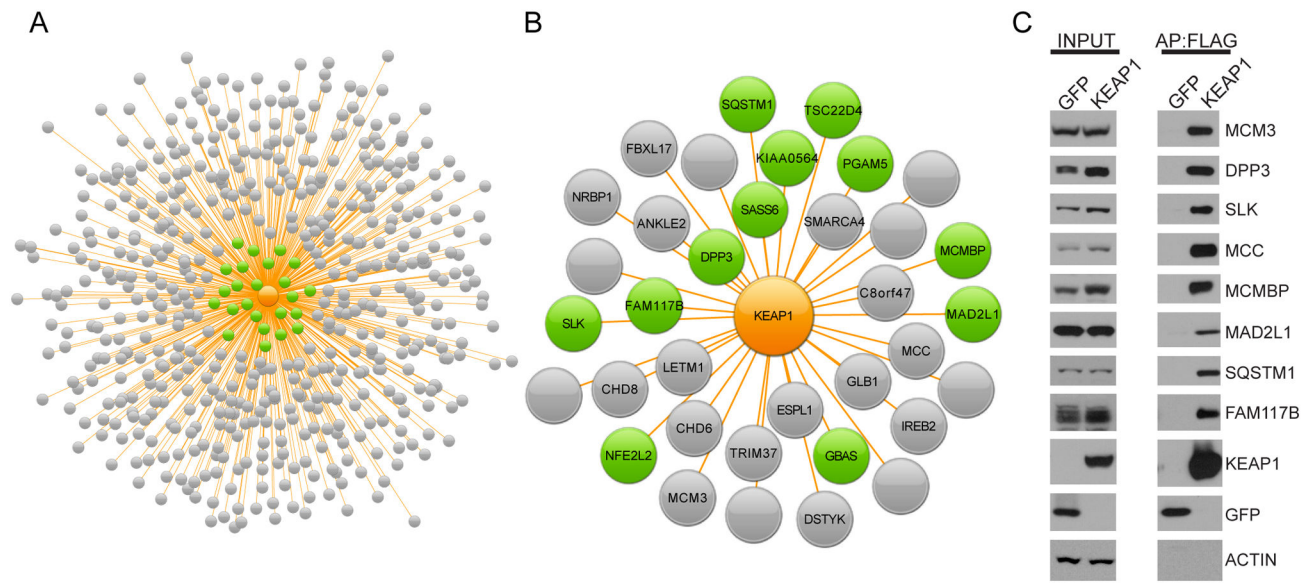 A
B
C
SQSTM1
TSC22D4
FBXL17
KIAA0564
PGAM5
NRBP1
ANKLE2
SASS6
SMARCA4
DPP3
MCMBP
C8orf47
FAM117B
KEAP1
MAD2L1
SLK
MCC
LETM1
CHD8
GLB1
ESPL1
CHD6
IREB2
NFE2L2
TRIM37
GBAS
MCM3
DSTYK
INPUT AP:FLAG
GFP KEAP1 GFP KEAP1
MCM3
DPP3
SLK
MCC
MCMBP
MAD2L1
SQSTM1
FAM117B
KEAP1
GFP
ACTIN